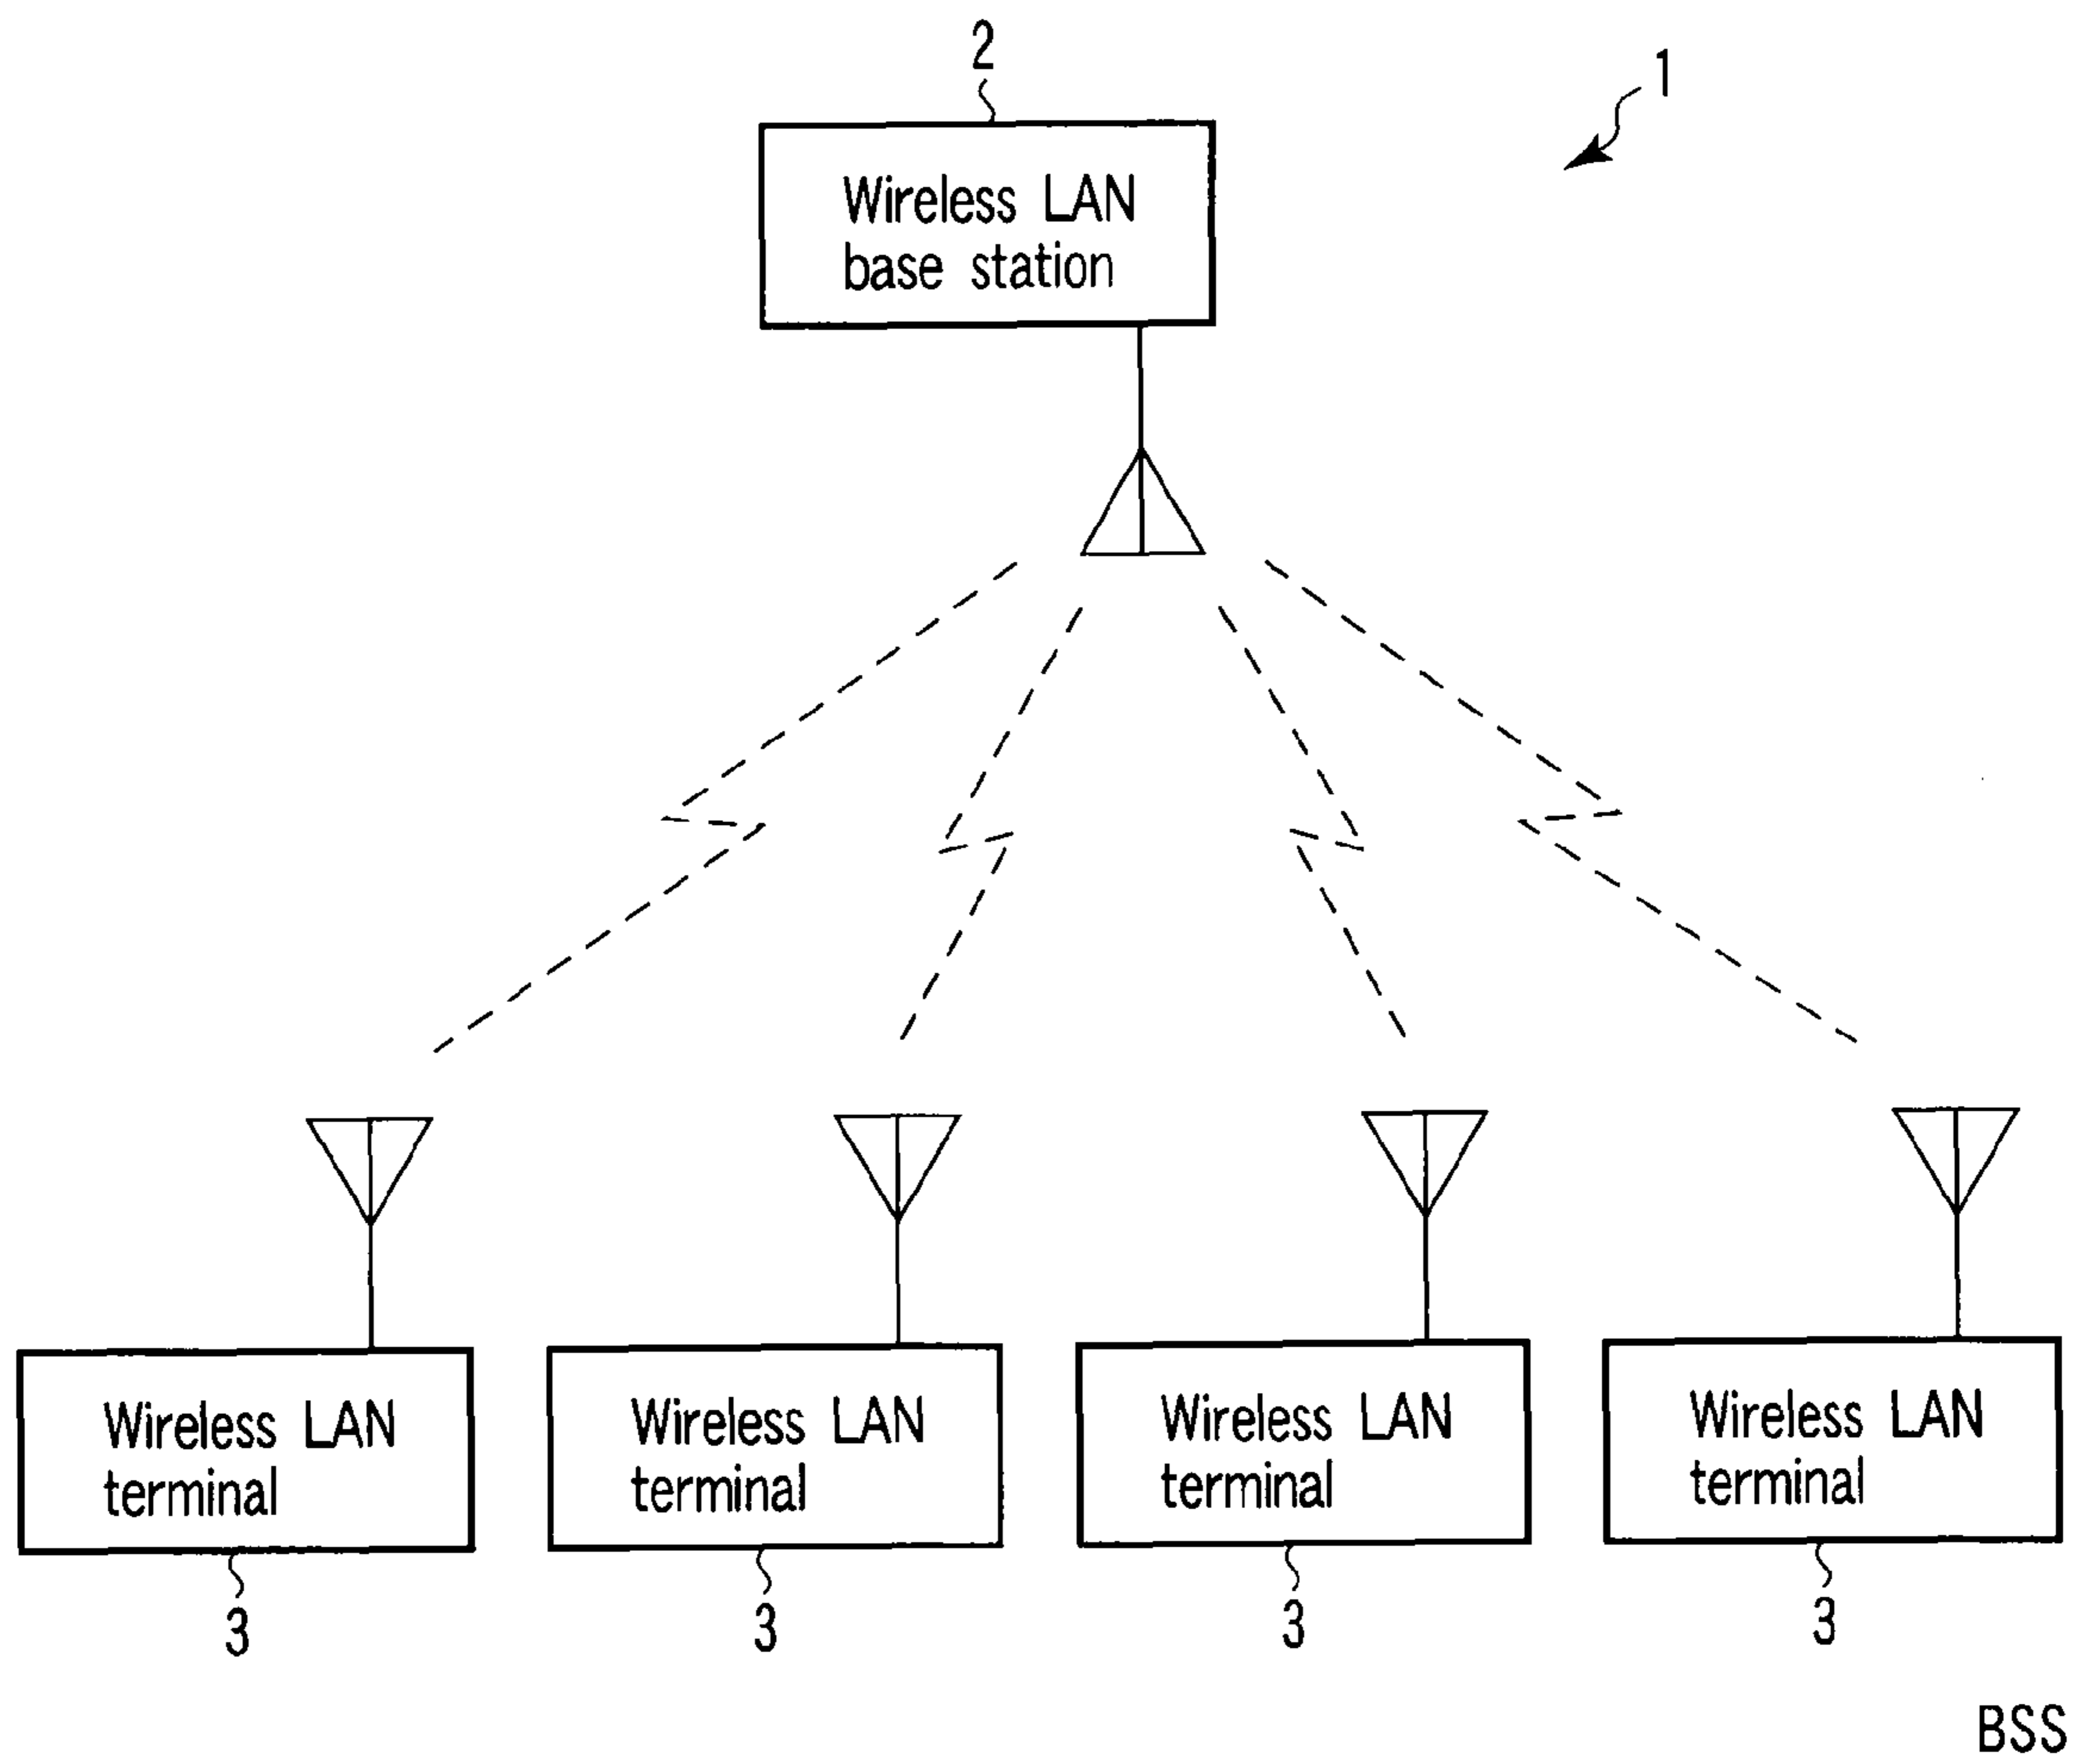 2
1
Wireless LAN
base station
Wireless LAN
terminal
Wireless LAN
terminal
Wireless LAN
terminal
Wireless LAN
terminal
3
3
3
3
BSS